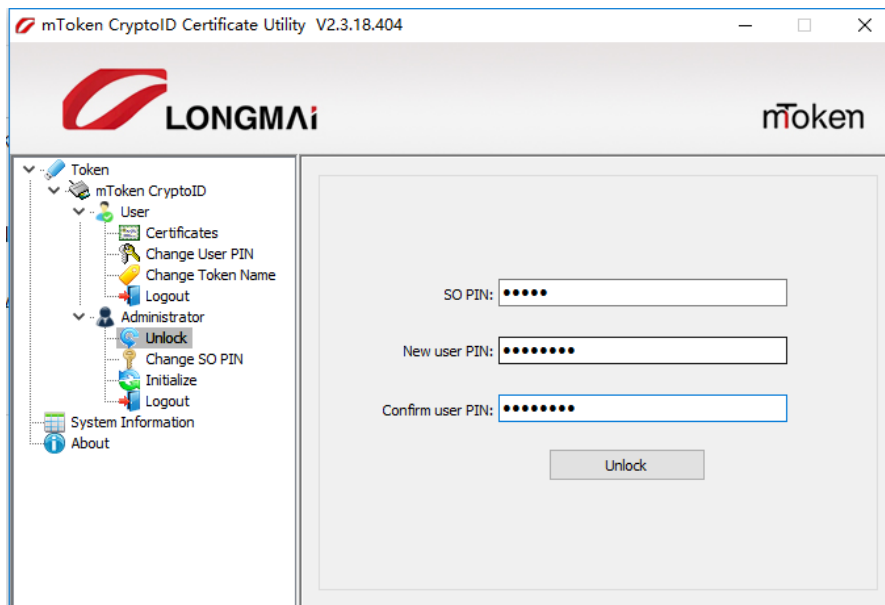 mToken CryptoID Certificate Utility V2.3.18.404
LONGMAi
mToken
Token
mToken CryptoID
User
Certificates
Change User PIN
Change Token Name
Logout
Administrator
Unlock
Change SO PIN
Initialize
Logout
System Information
About
SO PIN: •••••
New user PIN: ••••••••
Confirm user PIN: ••••••••
Unlock